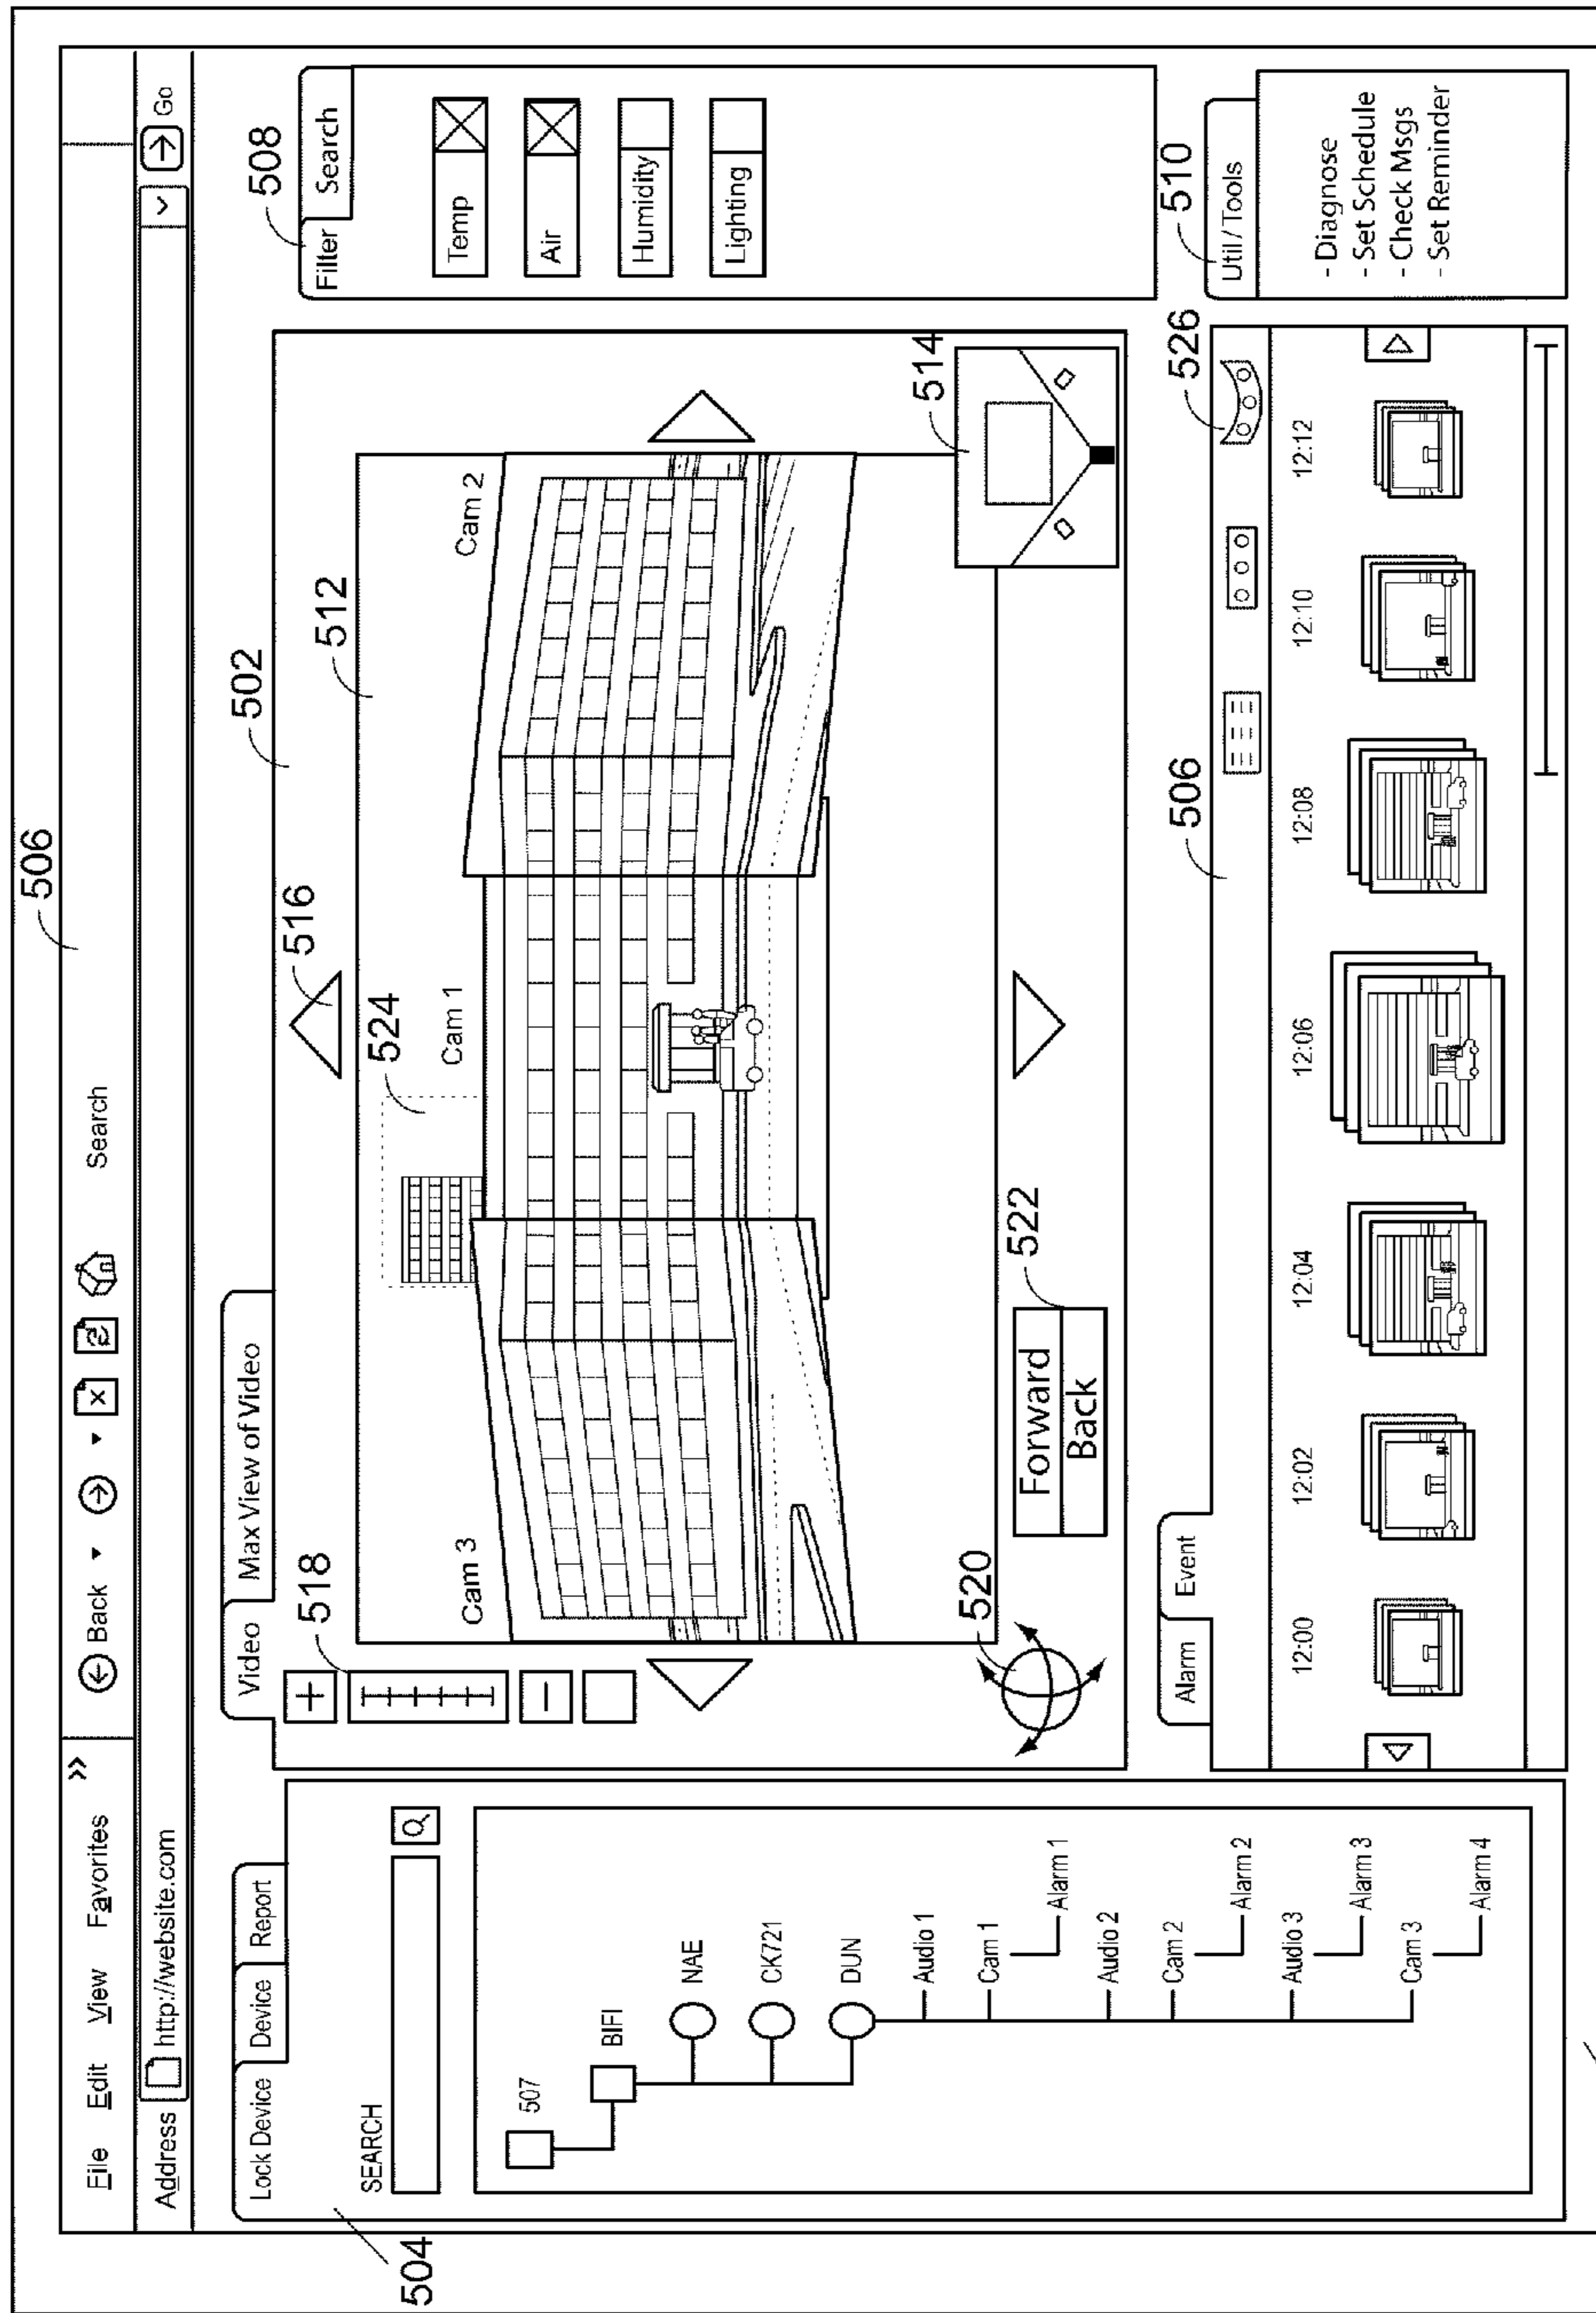 506
File Edit View Favorites >> Back Search
Address http://website.com Go
504
Lock Device Device Report
SEARCH
507
BIFI
NAE
CK721
DUN
Audio 1
Cam 1
Alarm 1
Audio 2
Cam 2
Alarm 2
Audio 3
Alarm 3
Cam 3
Alarm 4
Video Max View of Video
502
518
516
512
524
Cam 3 Cam 1 Cam 2
514
520
522
Forward
Back
508
Filter Search
Temp
Air
Humidity
Lighting
Alarm Event
506
526
12:00 12:02 12:04 12:06 12:08 12:10 12:12
510
Util / Tools
- Diagnose
- Set Schedule
- Check Msgs
- Set Reminder